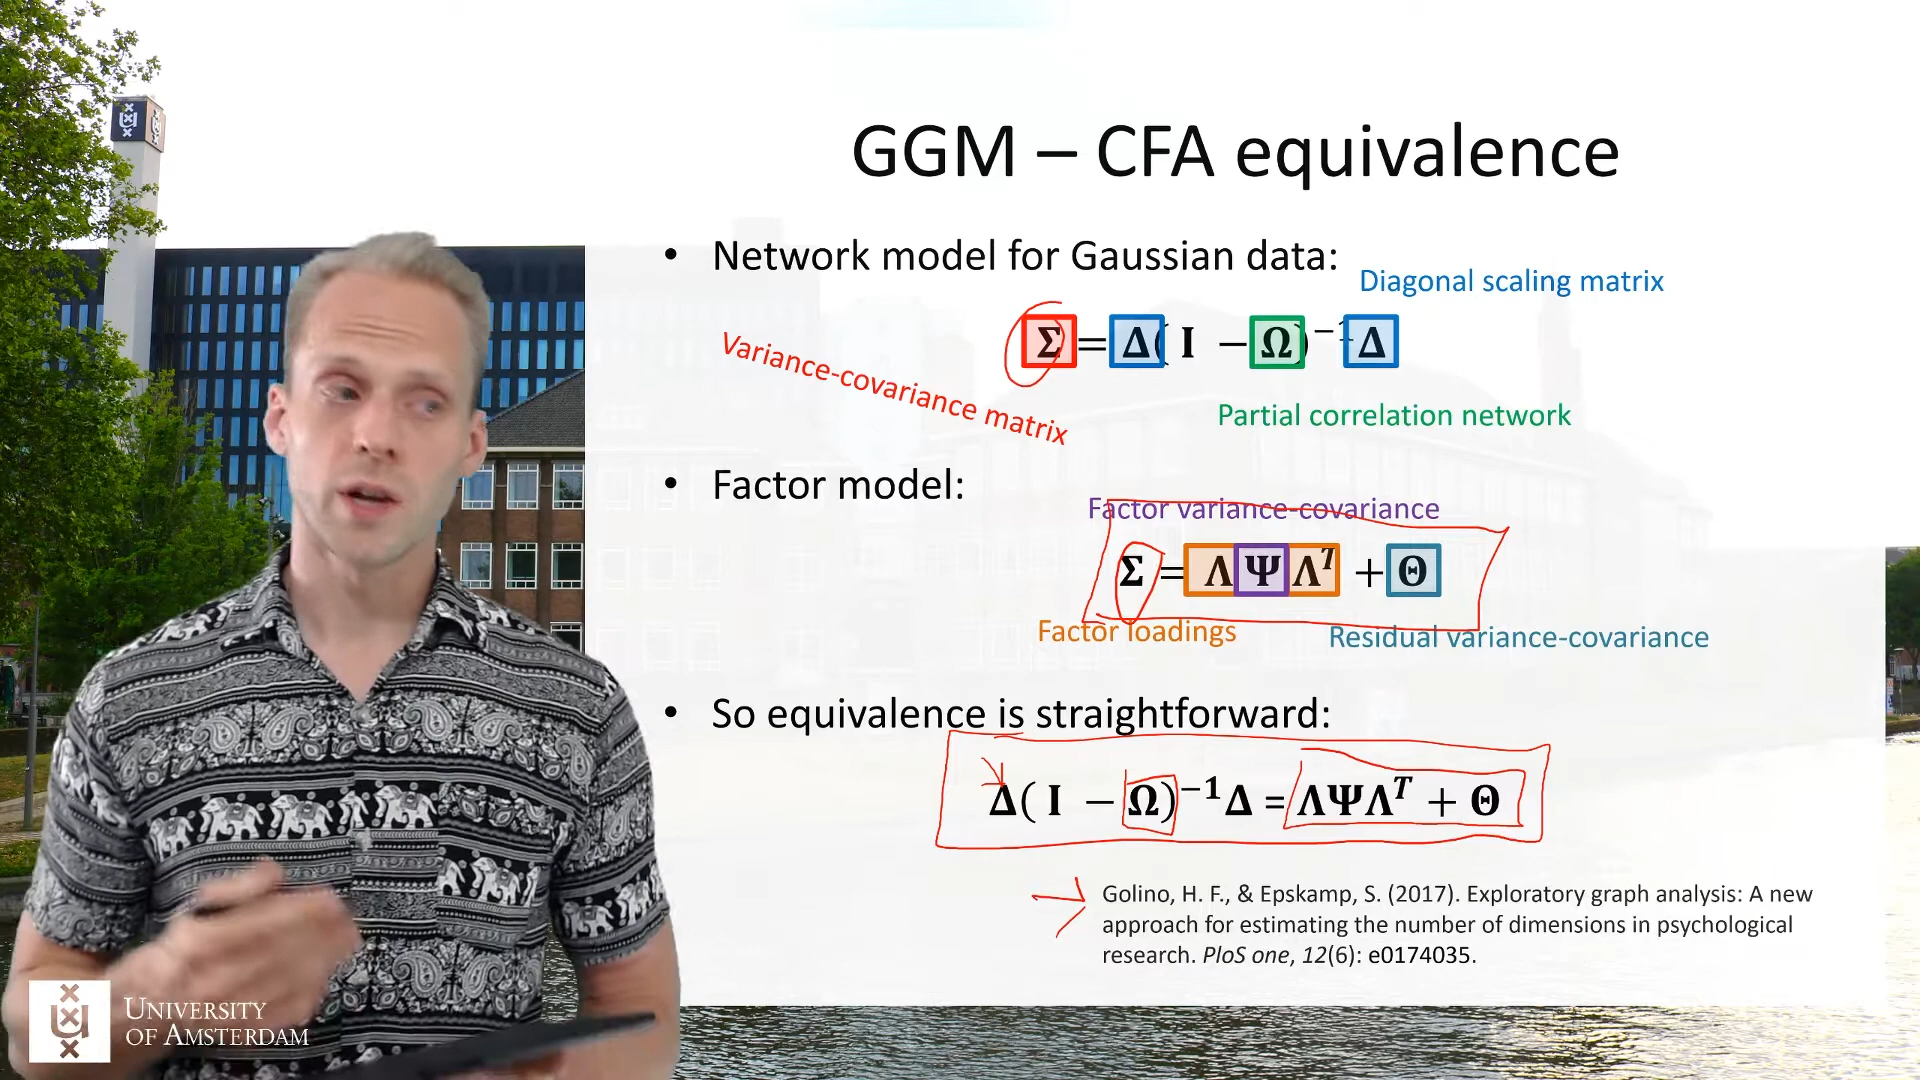 GGM – CFA equivalence
• Network model for Gaussian data:
Diagonal scaling matrix
Σ = Δ( I − Ω)⁻¹Δ
Variance-covariance matrix
Partial correlation network
• Factor model:
Factor variance-covariance
Σ = ΛΨΛᵀ + Θ
Factor loadings
Residual variance-covariance
• So equivalence is straightforward:
Δ( I − Ω)⁻¹Δ = ΛΨΛᵀ + Θ
Golino, H. F., & Epskamp, S. (2017). Exploratory graph analysis: A new
approach for estimating the number of dimensions in psychological
research. PloS one, 12(6): e0174035.
UNIVERSITY
OF AMSTERDAM